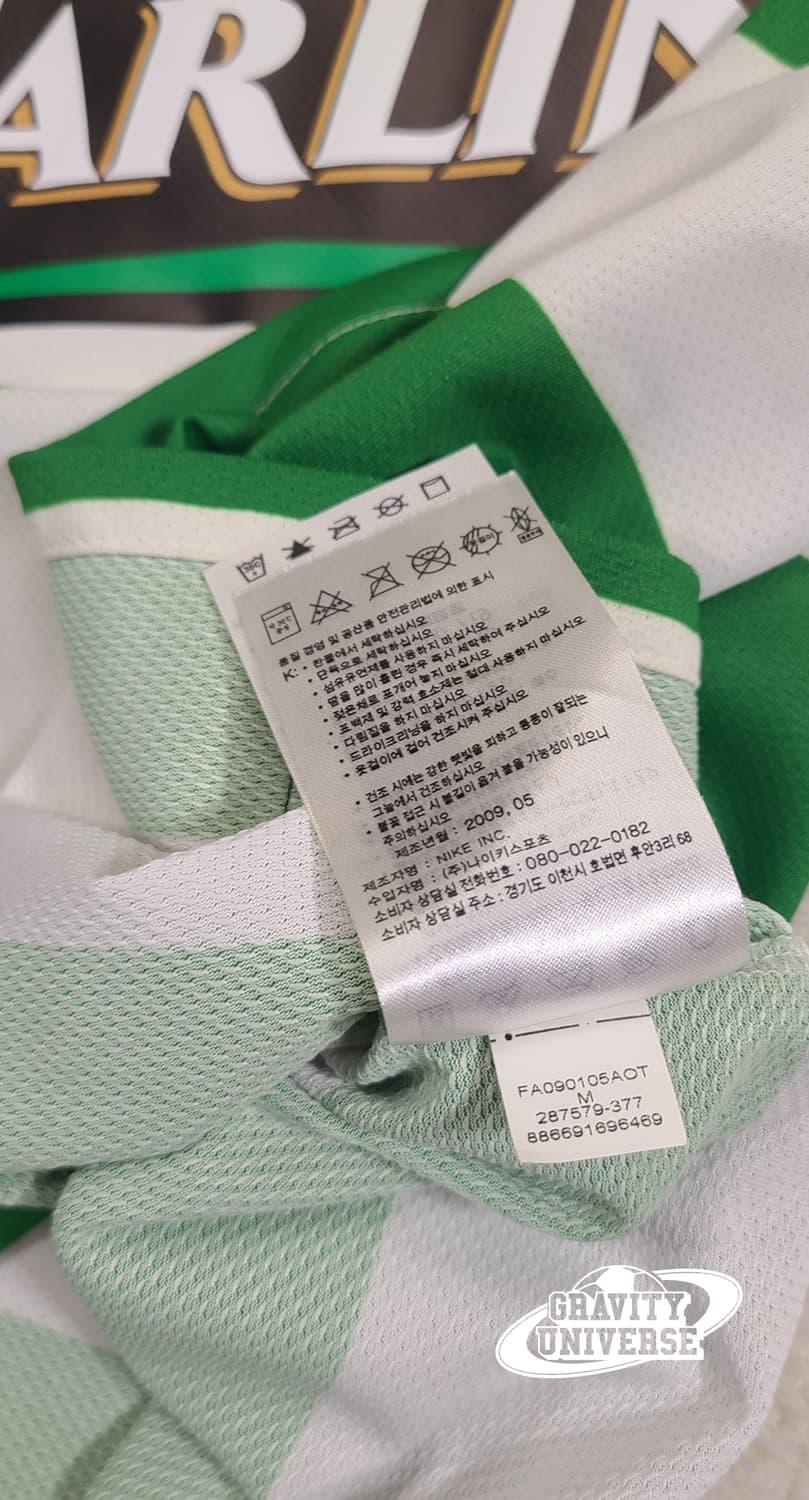 ARLIN
30C
약 30℃
중성
옷걸이
품질 경영 및 공산품 안전관리법에 의한 표시
K: • 찬물에서 세탁하십시오
• 단독으로 세탁하십시오
• 섬유유연제를 사용하지 마십시오
• 땀을 많이 흘린 경우 즉시 세탁하여 주십시오
• 젖은채로 포개어 놓지 마십시오
• 표백제 및 강력 효소제는 절대 사용하지 마십시오
• 다림질을 하지 마십시오
• 드라이크리닝을 하지 마십시오
• 옷걸이에 걸어 건조시켜 주십시오
• 건조 시에는 강한 햇빛을 피하고 통풍이 잘되는
그늘에서 건조하십시오
• 불꽃 접근 시 불길이 옮겨 붙을 가능성이 있으니
주의하십시오
제조년월 : 2009, 05
제조자명 : NIKE INC.
수입자명 : (주)나이키스포츠
소비자 상담실 전화번호 : 080-022-0182
소비자 상담실 주소 : 경기도 이천시 호법면 후안3리 68
FA090105AOT
M
287579-377
886691696469
GRAVITY
UNIVERSE